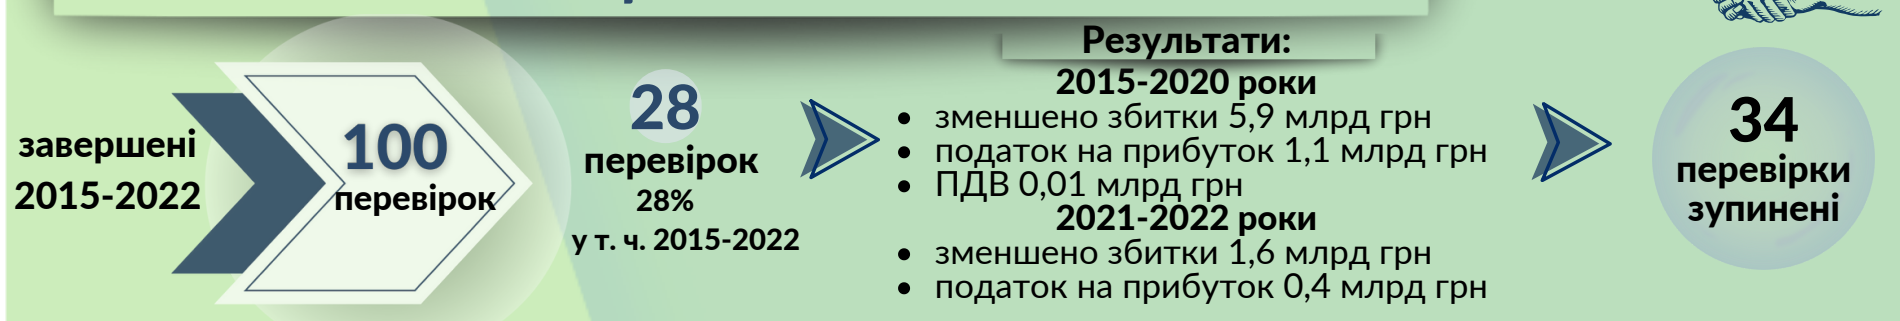 завершені
2015-2022
100
перевірок
28
перевірок
28%
у т. ч. 2015-2022
Результати:
2015-2020 роки
• зменшено збитки 5,9 млрд грн
• податок на прибуток 1,1 млрд грн
• ПДВ 0,01 млрд грн
2021-2022 роки
• зменшено збитки 1,6 млрд грн
• податок на прибуток 0,4 млрд грн
34
перевірки
зупинені